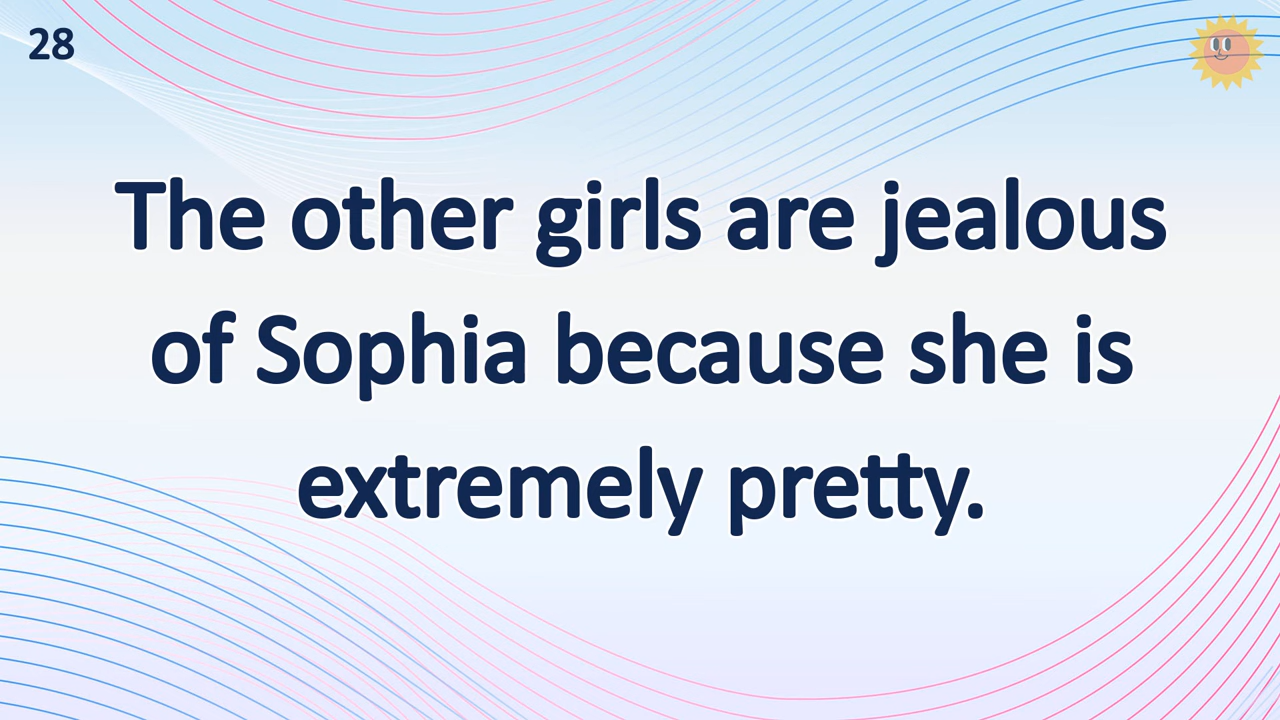 28
The other girls are jealous
of Sophia because she is
extremely pretty.